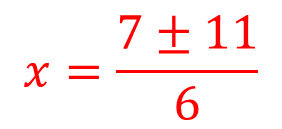 x = (7 ± 11) / 6